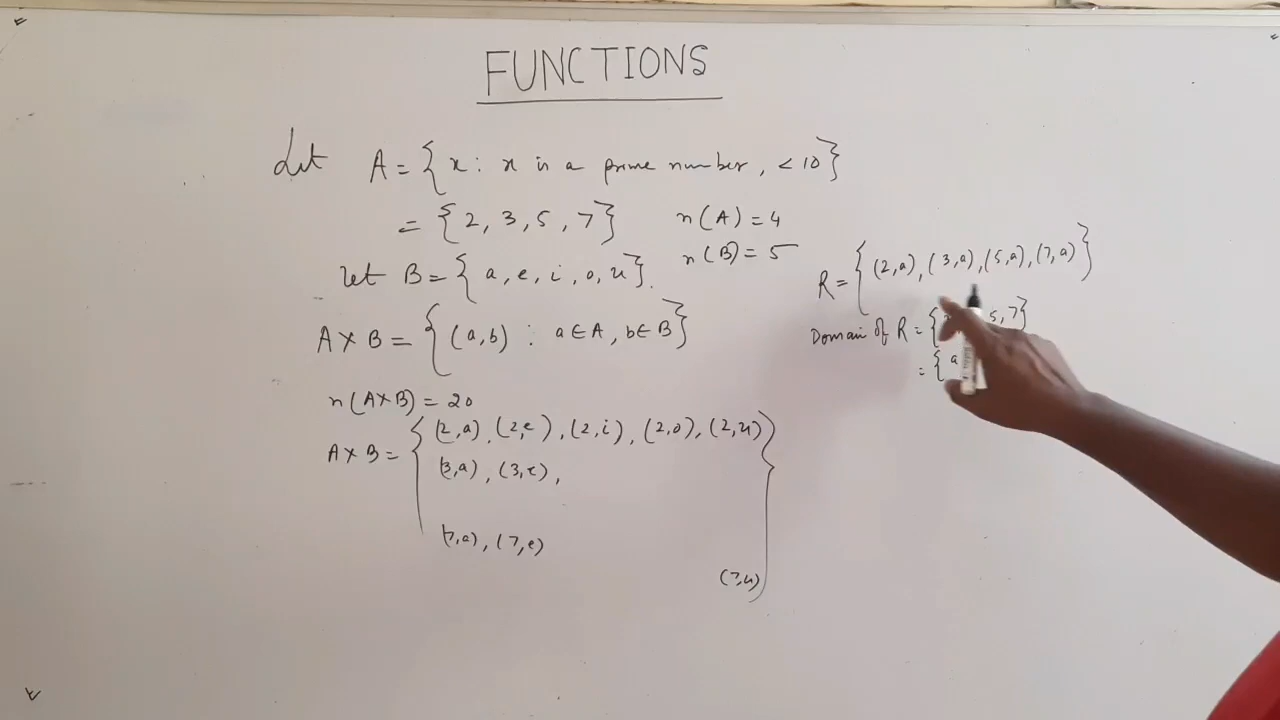 FUNCTIONS
Let A = { x : x is a prime number, < 10 }
= { 2, 3, 5, 7 }
n(A) = 4
let B = { a, e, i, o, u }.
n(B) = 5
A × B = { (a,b) : a ∈ A, b ∈ B }
n(A×B) = 20
A × B = { (2,a), (2,e), (2,i), (2,o), (2,u)
(3,a), (3,e),
(7,a), (7,e)
(7,u) }
R = { (2,a), (3,a), (5,a), (7,a) }
Domain of R = { 5, 7 }
= { a